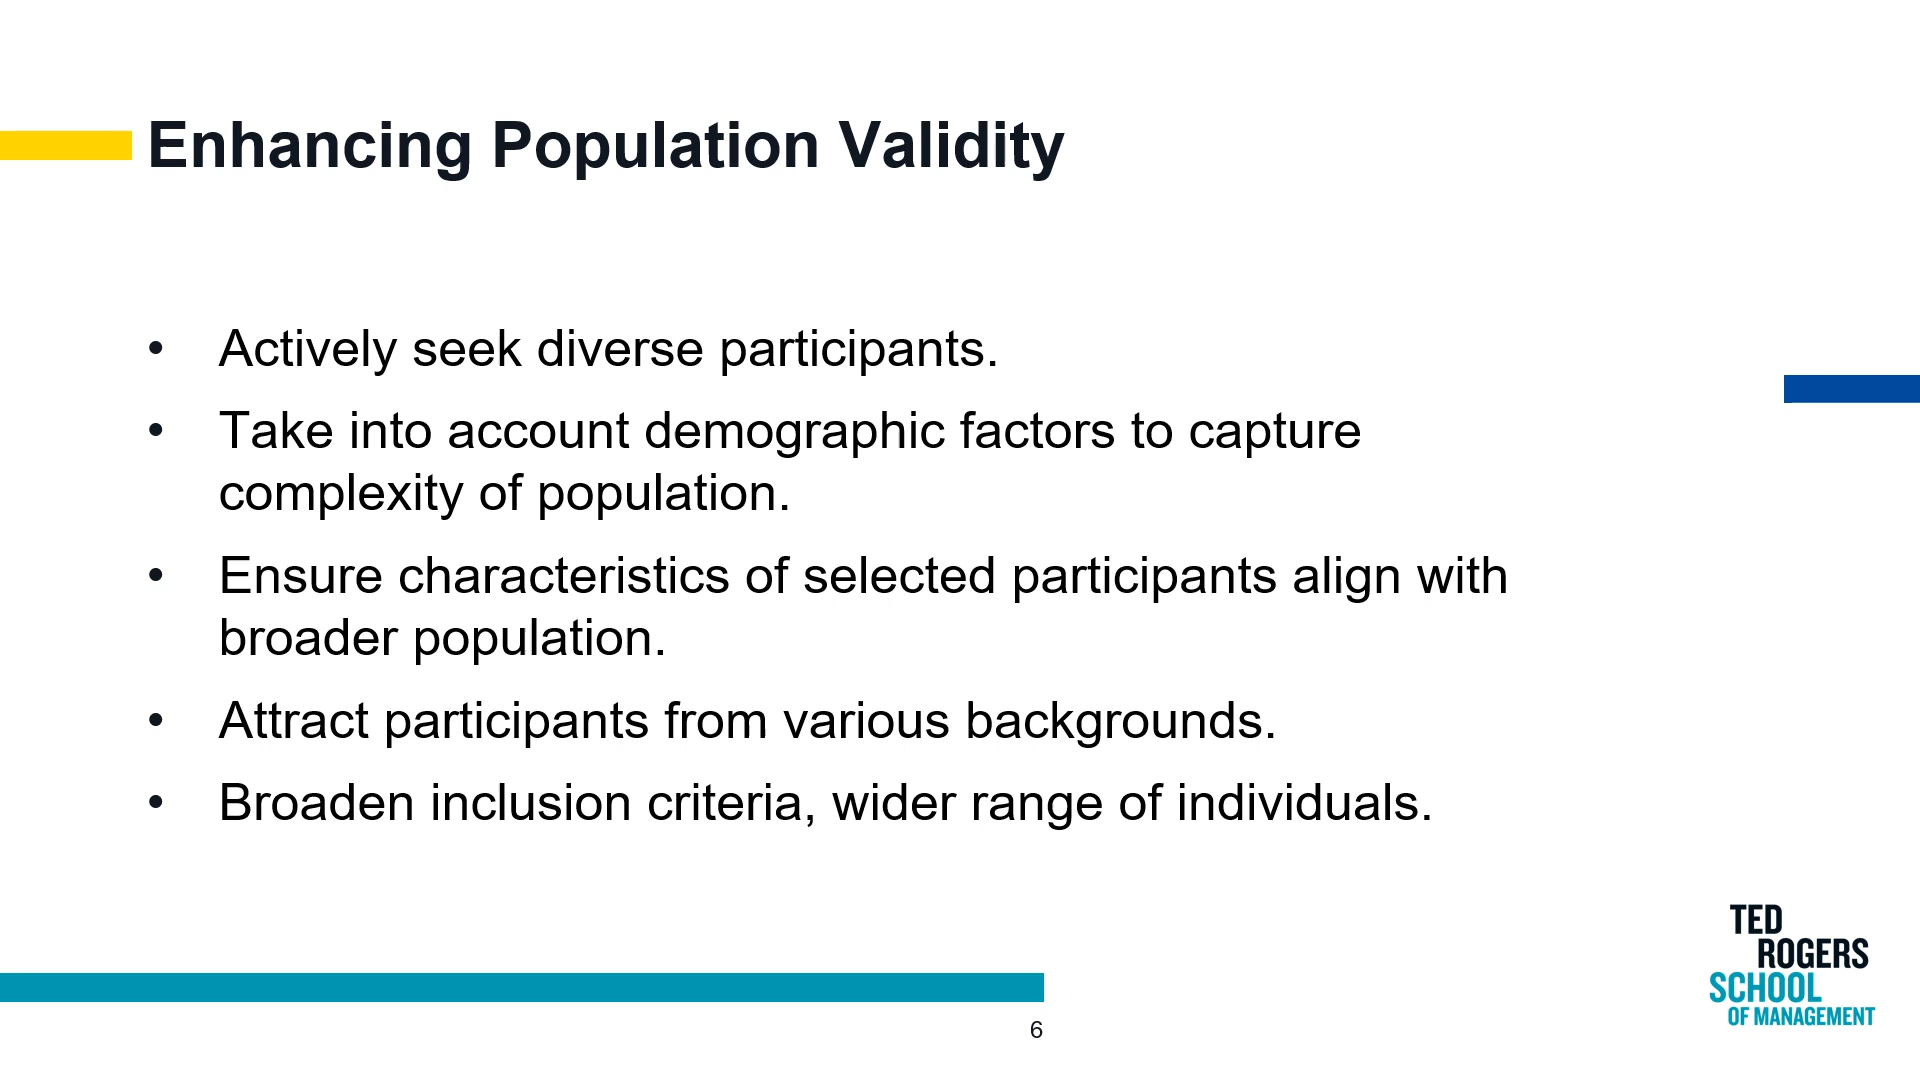 Enhancing Population Validity
• Actively seek diverse participants.
• Take into account demographic factors to capture
complexity of population.
• Ensure characteristics of selected participants align with
broader population.
• Attract participants from various backgrounds.
• Broaden inclusion criteria, wider range of individuals.
TED
ROGERS
SCHOOL
OF MANAGEMENT
6